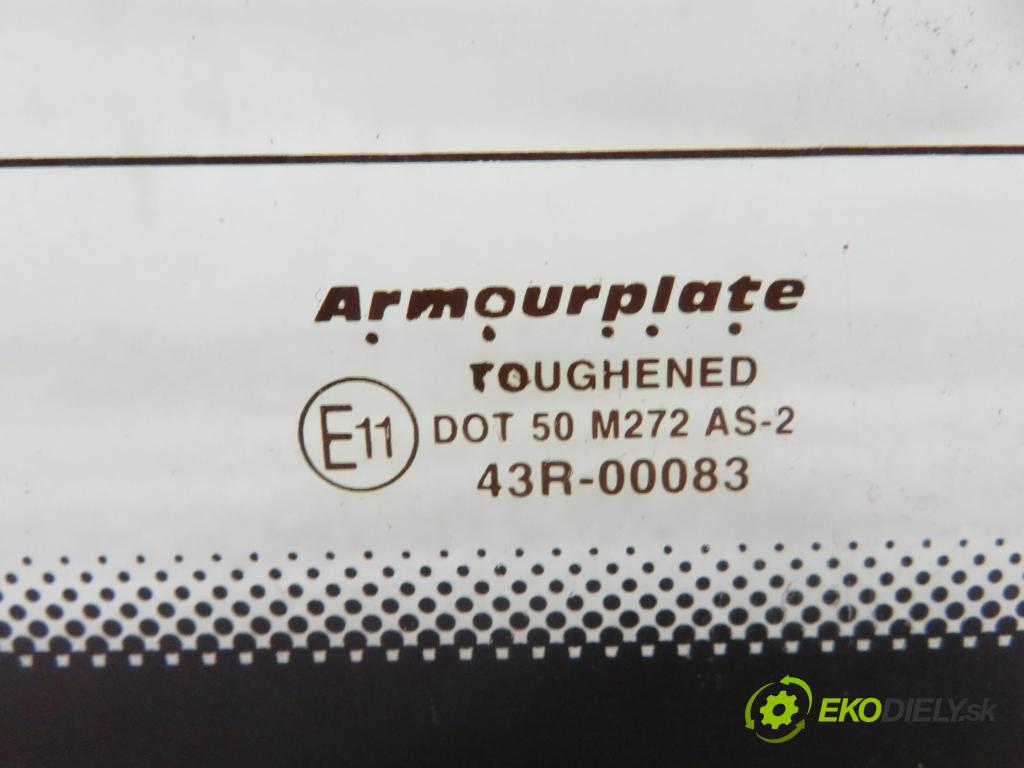 Armourplate
TOUGHENED
E11
DOT 50 M272 AS-2
43R-00083
EKODIELY.sk